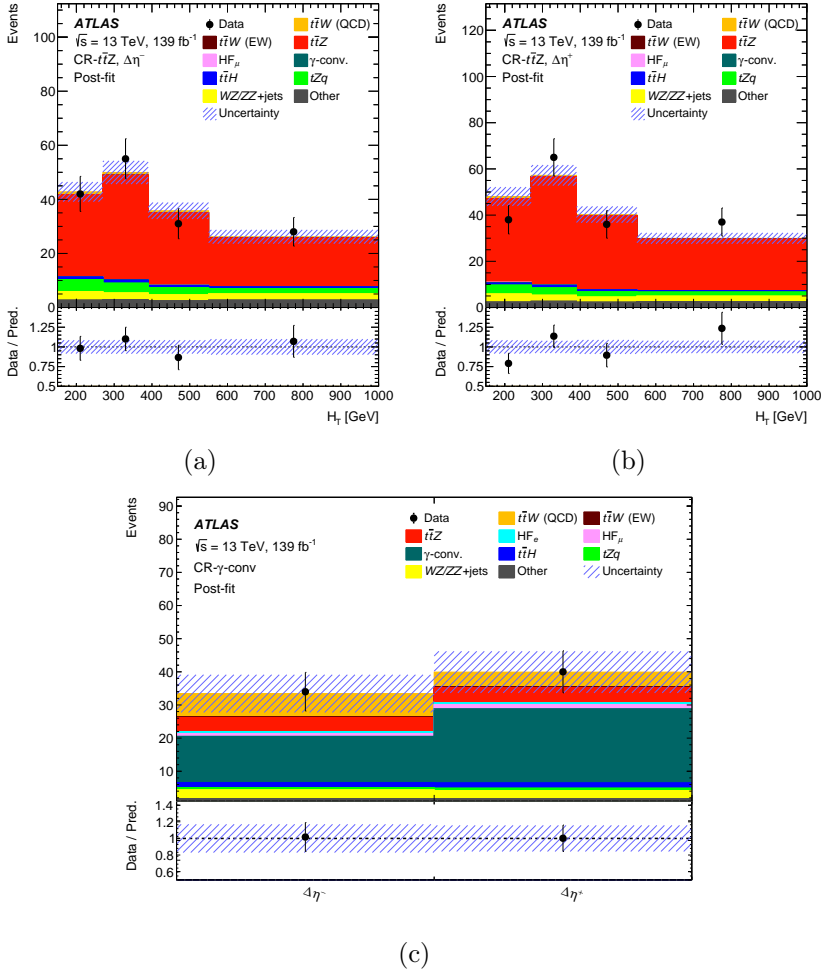 Events
ATLAS
√s = 13 TeV, 139 fb⁻¹
CR-tt̄Z, Δη⁻
Post-fit
Data
tt̄W (QCD)
tt̄W (EW)
tt̄Z
HFμ
γ-conv.
tt̄H
tZq
WZ/ZZ+jets
Other
Uncertainty
100
80
60
40
20
0
Data / Pred.
1.25
1
0.75
0.5
200 300 400 500 600 700 800 900 1000
H_T [GeV]
(a)
Events
ATLAS
√s = 13 TeV, 139 fb⁻¹
CR-tt̄Z, Δη⁺
Post-fit
Data
tt̄W (QCD)
tt̄W (EW)
tt̄Z
HFμ
γ-conv.
tt̄H
tZq
WZ/ZZ+jets
Other
Uncertainty
120
100
80
60
40
20
0
Data / Pred.
1.25
1
0.75
0.5
200 300 400 500 600 700 800 900 1000
H_T [GeV]
(b)
Events
ATLAS
√s = 13 TeV, 139 fb⁻¹
CR-γ-conv
Post-fit
Data
tt̄W (QCD)
tt̄W (EW)
tt̄Z
HFe
HFμ
γ-conv.
tt̄H
tZq
WZ/ZZ+jets
Other
Uncertainty
90
80
70
60
50
40
30
20
10
Data / Pred.
1.4
1.2
1
0.8
0.6
Δη⁻ Δη⁺
(c)